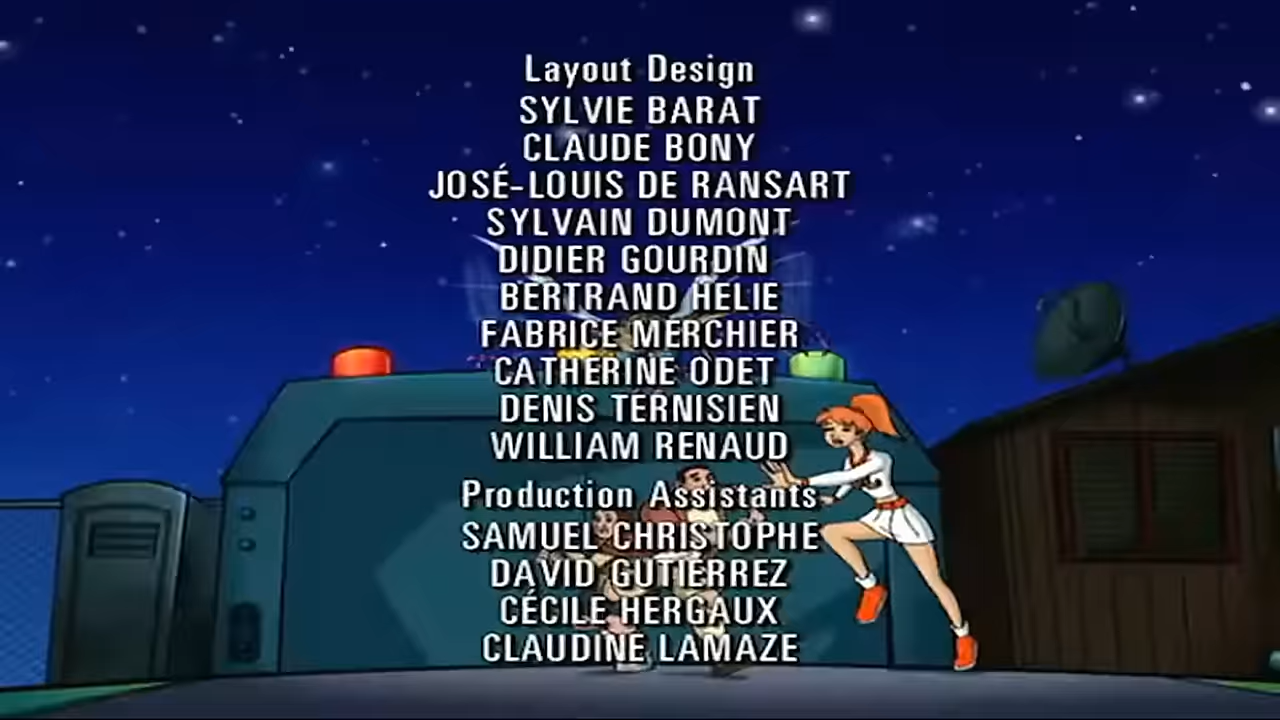 Layout Design
SYLVIE BARAT
CLAUDE BONY
JOSÉ-LOUIS DE RANSART
SYLVAIN DUMONT
DIDIER GOURDIN
BERTRAND HELIE
FABRICE MERCHIER
CATHERINE ODET
DENIS TERNISIEN
WILLIAM RENAUD
Production Assistants
SAMUEL CHRISTOPHE
DAVID GUTIERREZ
CÉCILE HERGAUX
CLAUDINE LAMAZE